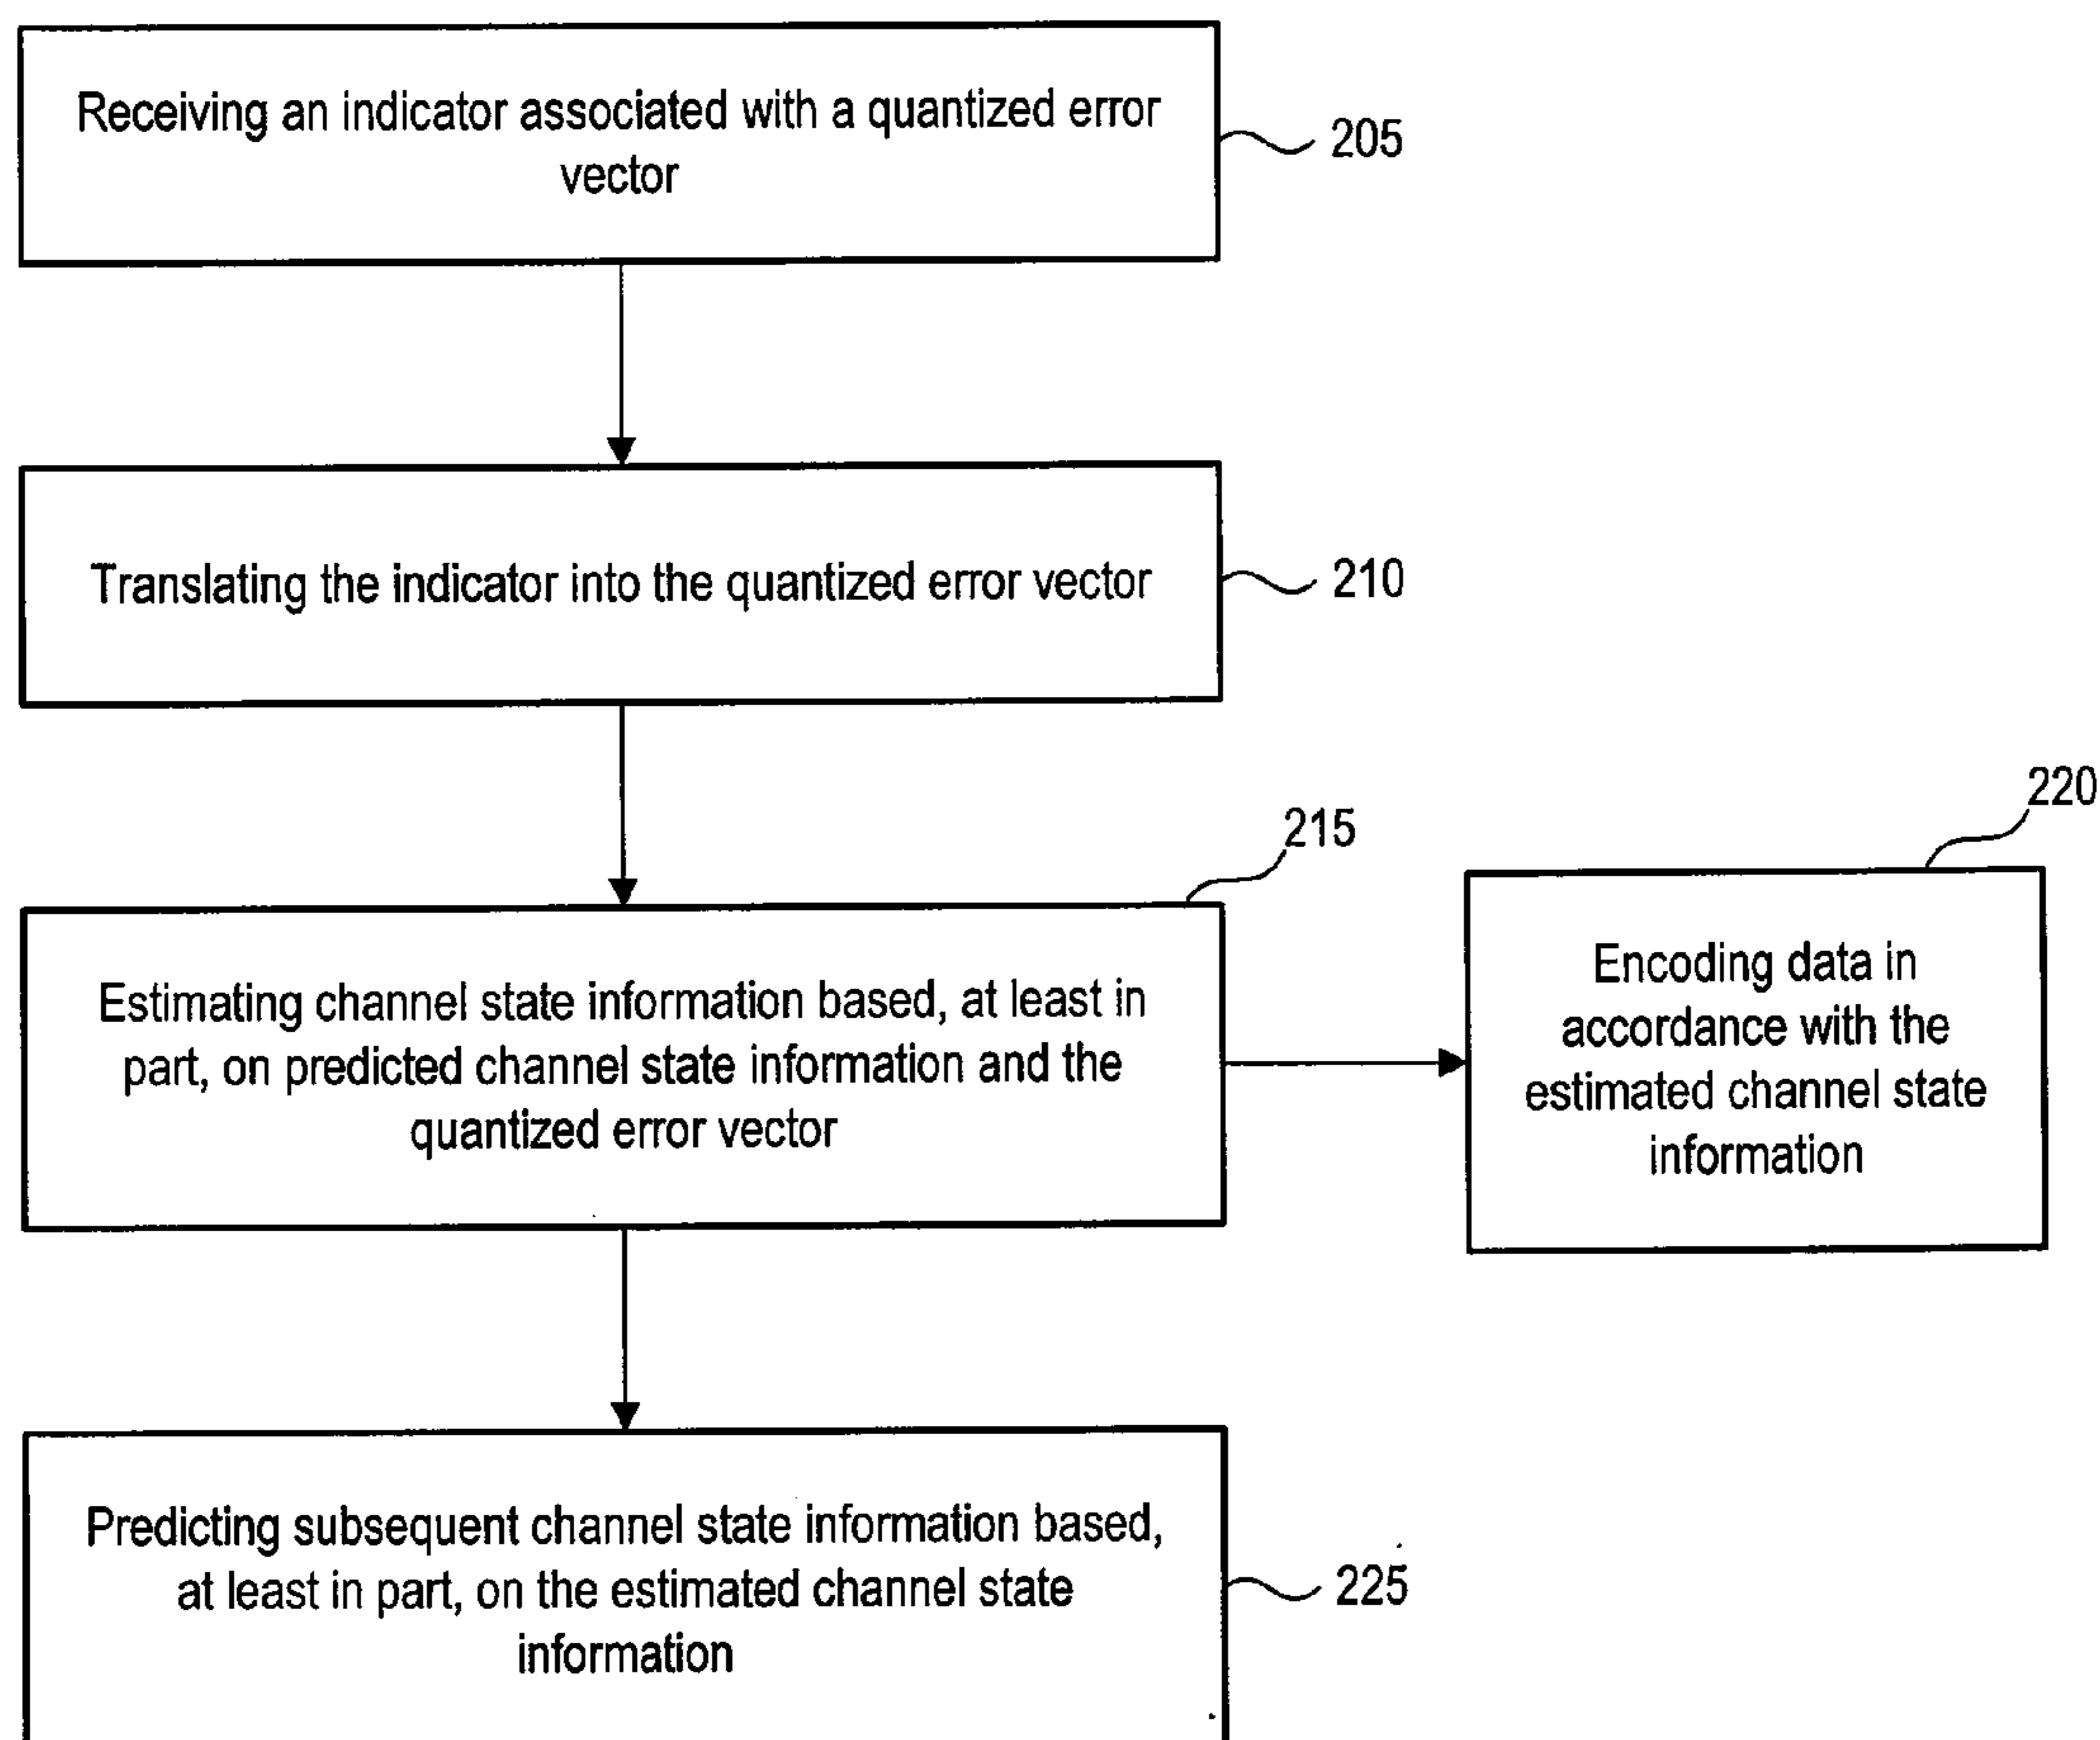 Receiving an indicator associated with a quantized error
vector
205
Translating the indicator into the quantized error vector
210
215
Estimating channel state information based, at least in
part, on predicted channel state information and the
quantized error vector
220
Encoding data in
accordance with the
estimated channel state
information
Predicting subsequent channel state information based,
at least in part, on the estimated channel state
information
225